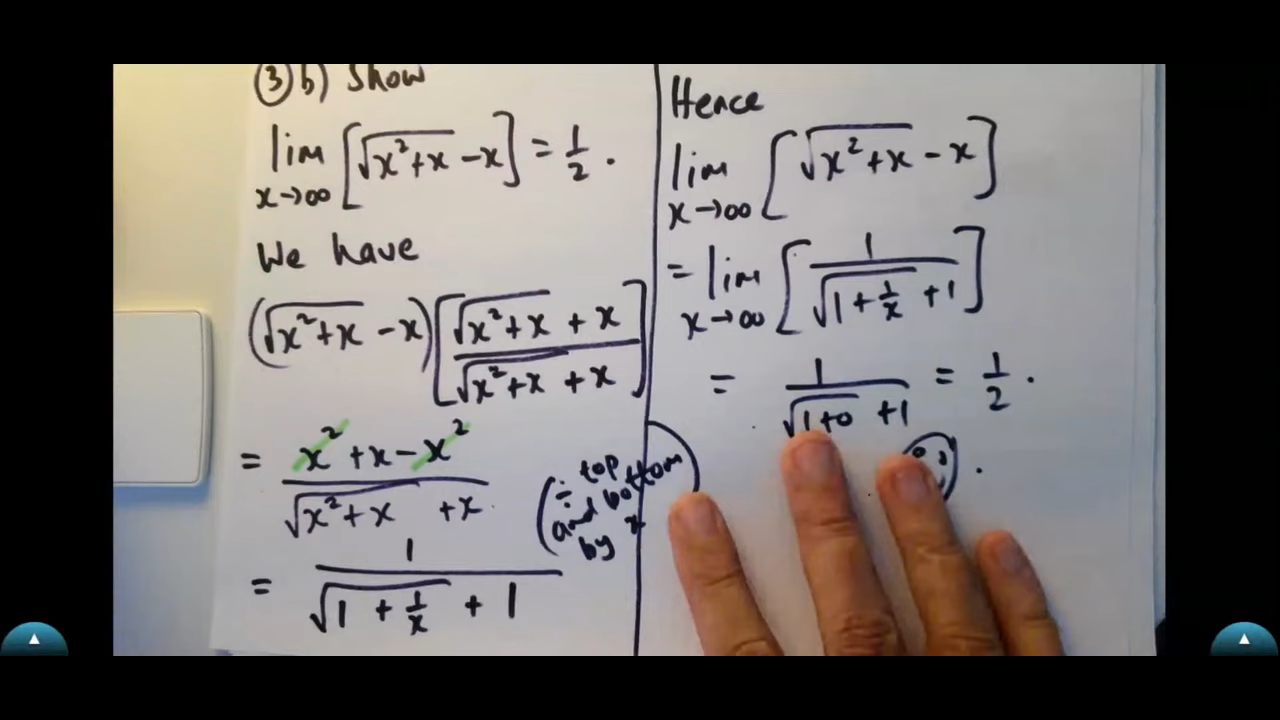 ③ b) Show
lim x→∞ [√(x²+x) - x] = 1/2 .
We have
(√(x²+x) - x) [(√(x²+x) + x)/(√(x²+x) + x)]
= (x² + x - x²)/(√(x²+x) + x)
(÷ top
and bottom
by x
= 1/(√(1 + 1/x) + 1)
Hence
lim x→∞ [√(x²+x) - x]
= lim x→∞ [1/(√(1 + 1/x) + 1)]
= 1/(√(1+0) + 1) = 1/2 .